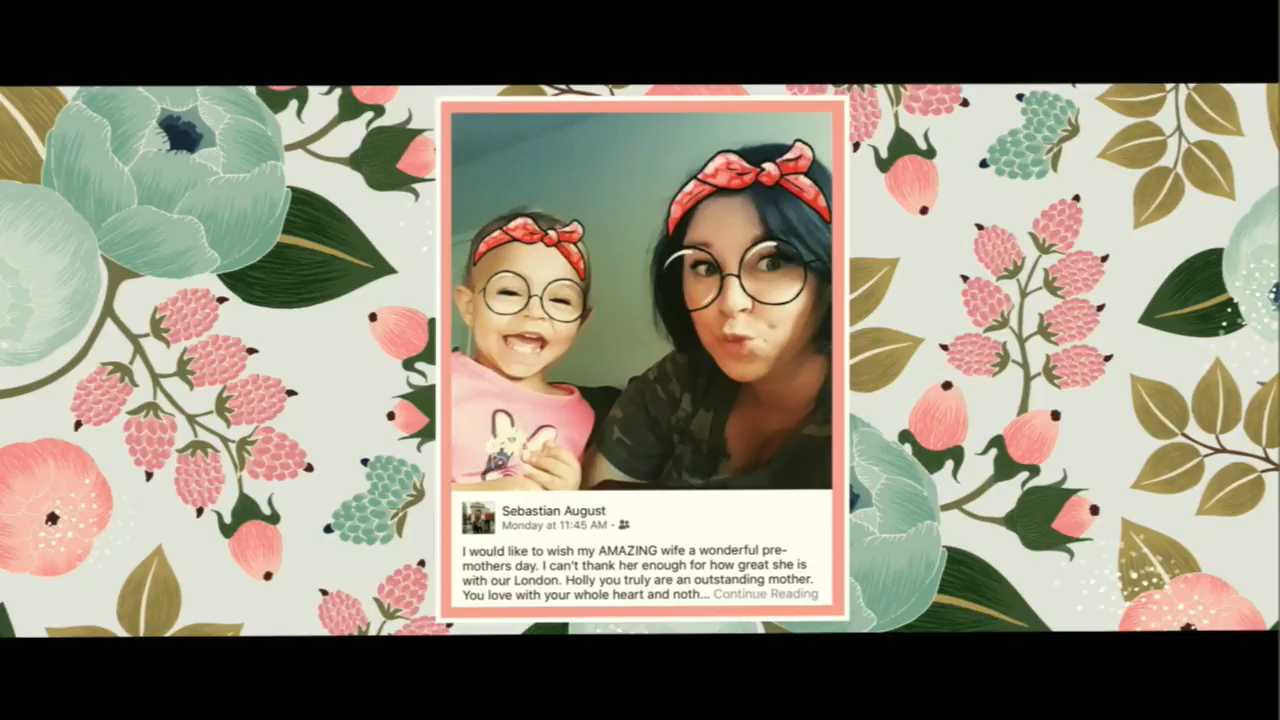 Sebastian August
Monday at 11:45 AM ·
I would like to wish my AMAZING wife a wonderful pre-
mothers day. I can't thank her enough for how great she is
with our London. Holly you truly are an outstanding mother.
You love with your whole heart and noth... Continue Reading